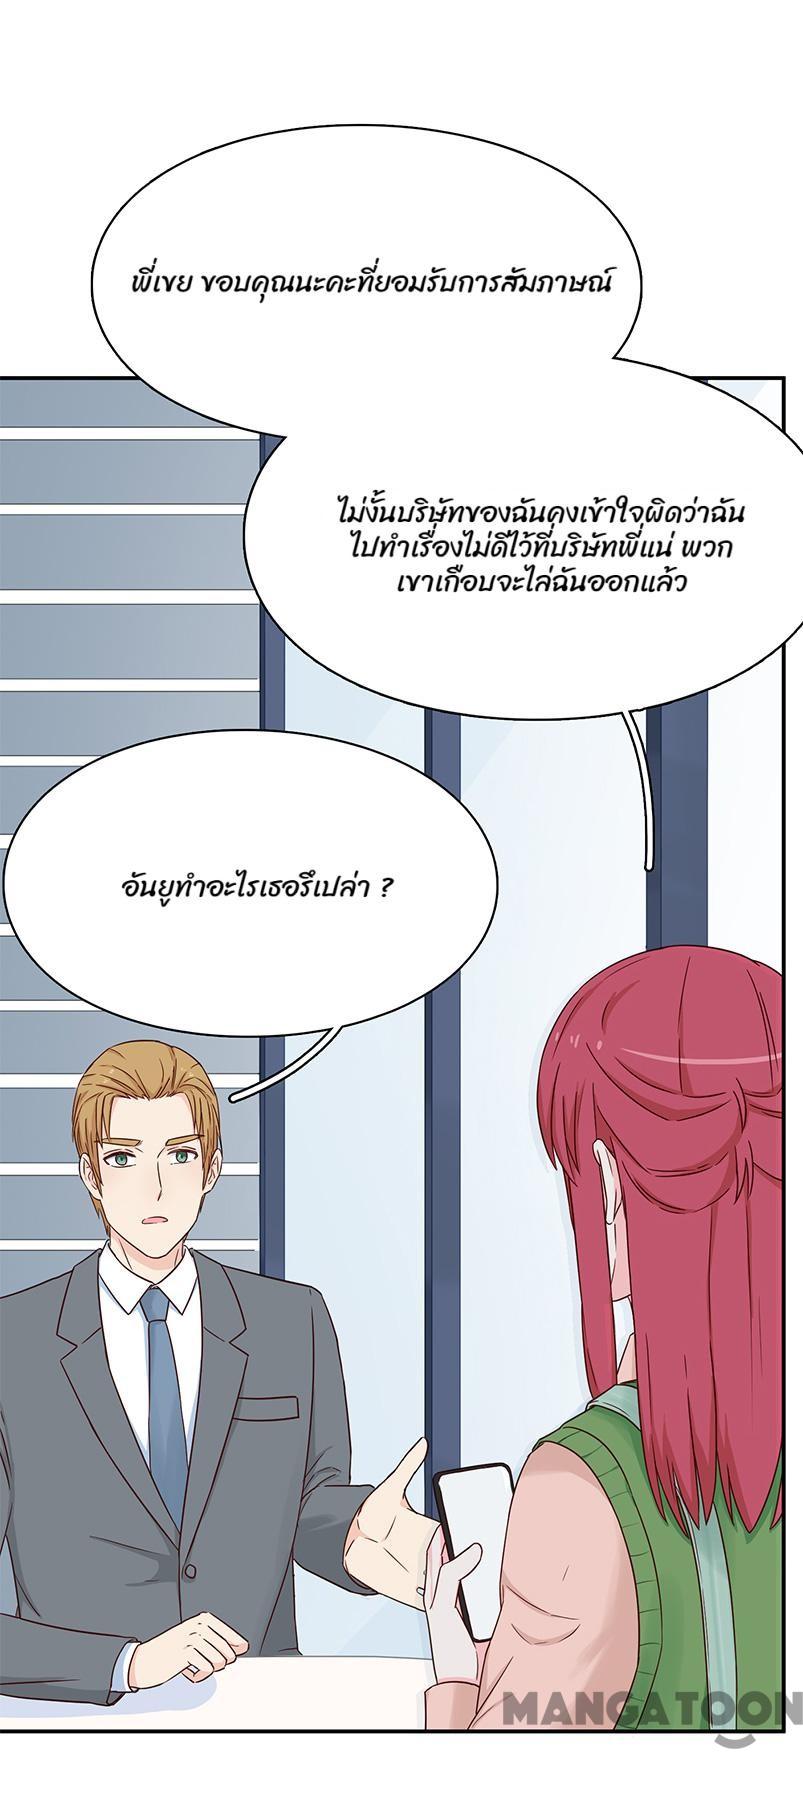 พี่เขย ขอบคุณนะคะที่ยอมรับการสัมภาษณ์
ไม่งั้นบริษัทของฉันคงเข้าใจผิดว่าฉัน
ไปทำเรื่องไม่ดีไว้ที่บริษัทพี่แน่ พวก
เขาเกือบจะไล่ฉันออกแล้ว
อันยูทำอะไรเธอรึเปล่า ?
MANGATOON